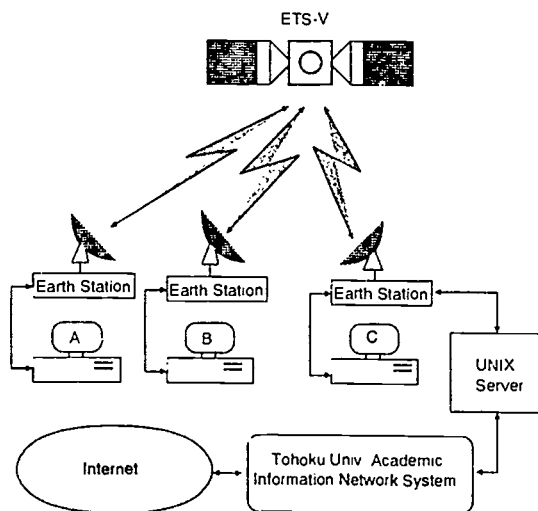 ETS-V
Earth Station
Earth Station
Earth Station
A
B
C
UNIX
Server
Internet
Tohoku Univ Academic
Information Network System